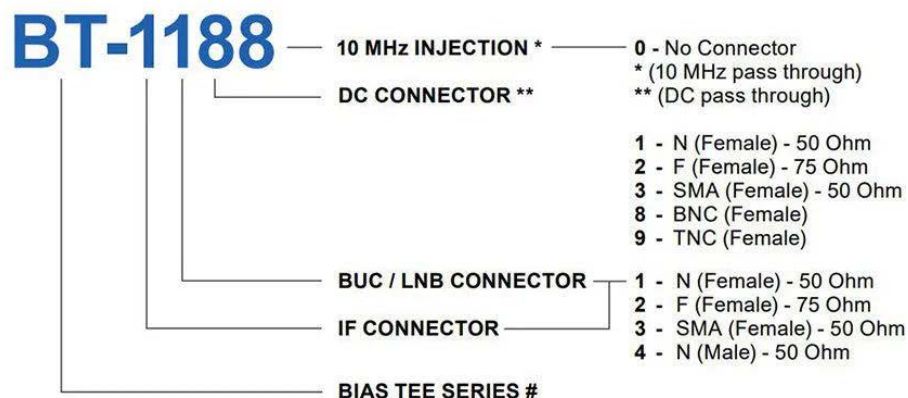 BT-1188
10 MHz INJECTION *
0 - No Connector
* (10 MHz pass through)
DC CONNECTOR **
** (DC pass through)
1 - N (Female) - 50 Ohm
2 - F (Female) - 75 Ohm
3 - SMA (Female) - 50 Ohm
8 - BNC (Female)
9 - TNC (Female)
BUC / LNB CONNECTOR
1 - N (Female) - 50 Ohm
2 - F (Female) - 75 Ohm
IF CONNECTOR
3 - SMA (Female) - 50 Ohm
4 - N (Male) - 50 Ohm
BIAS TEE SERIES #